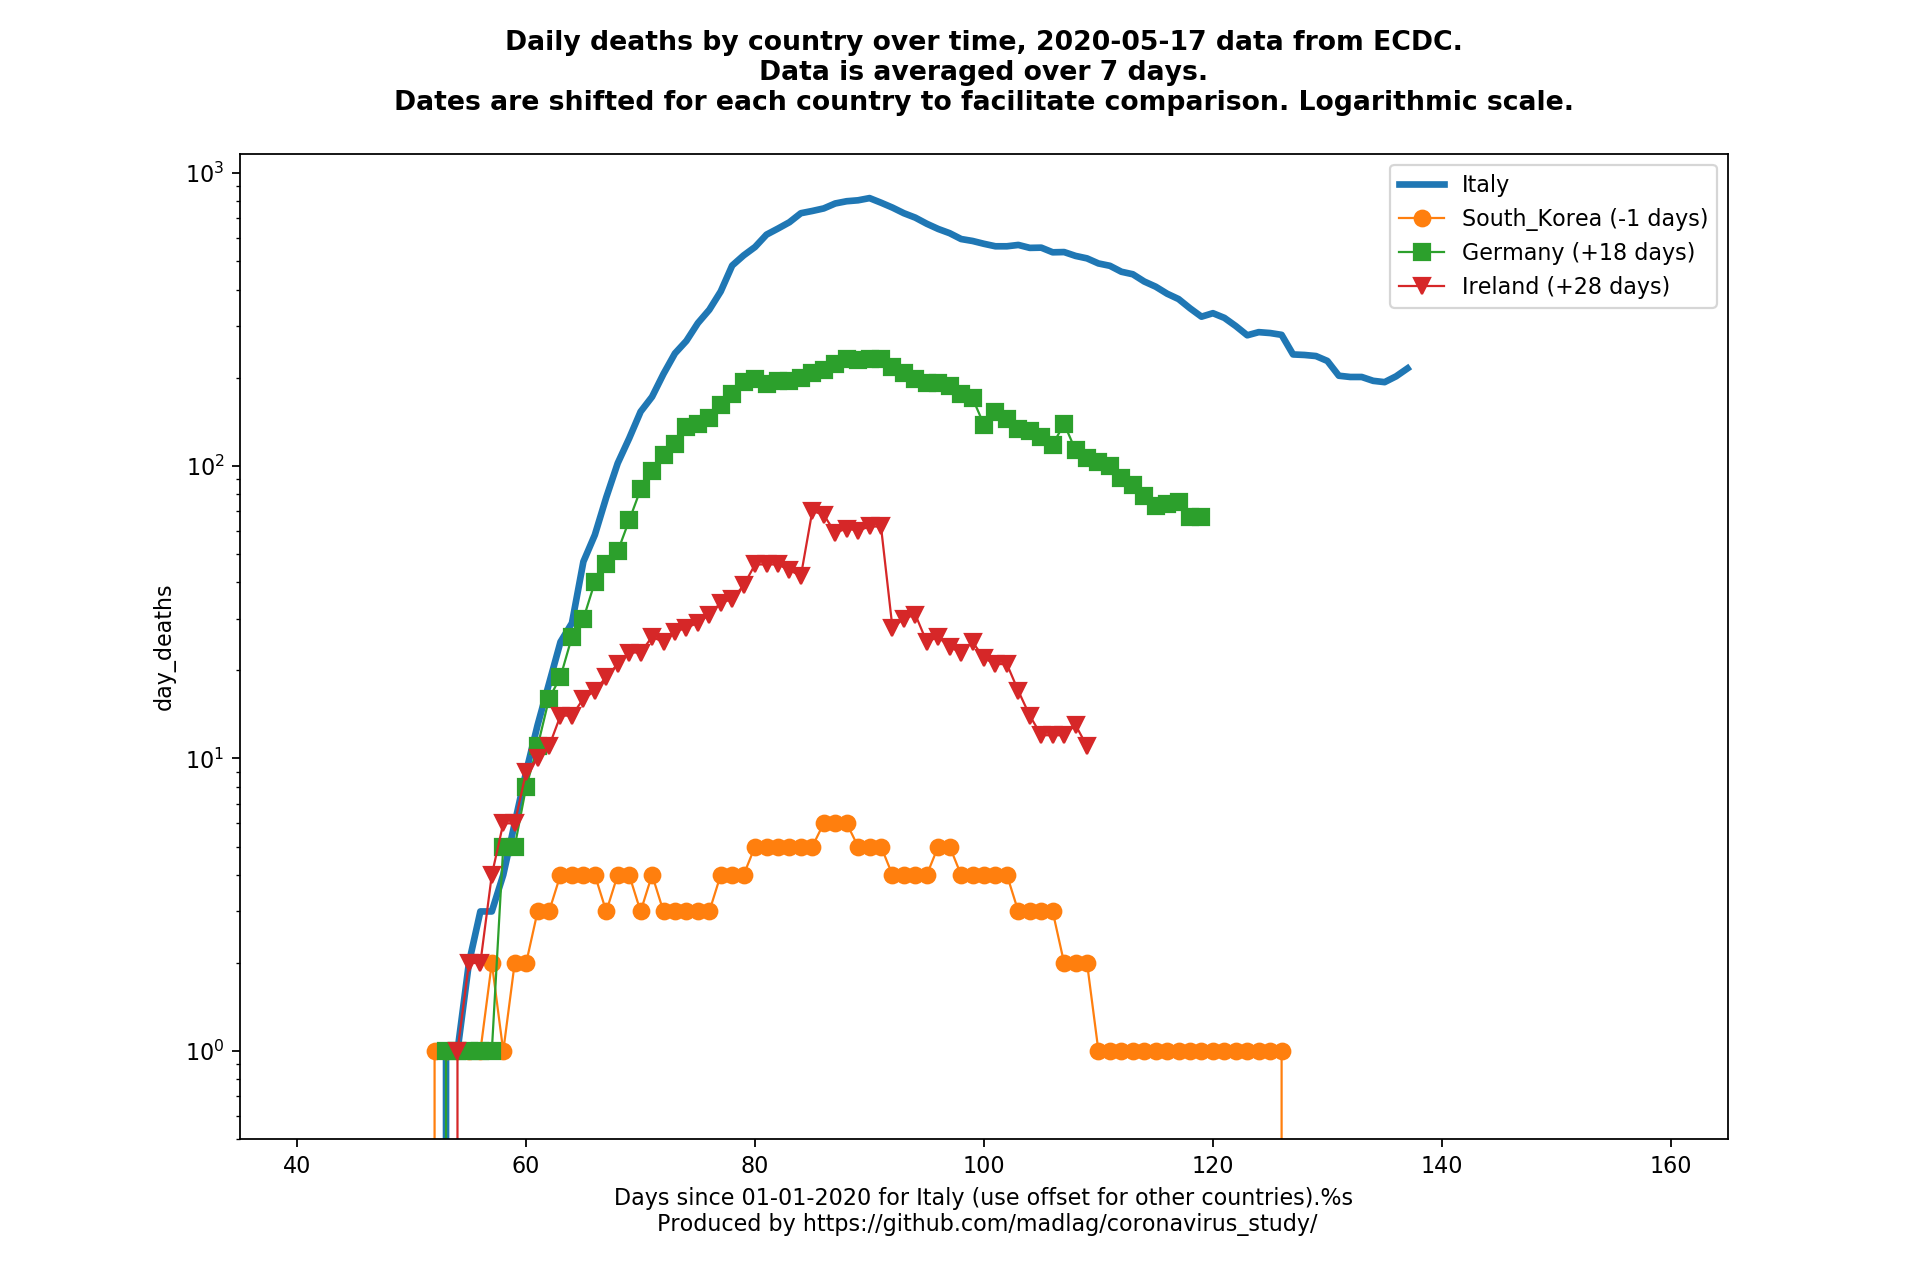 Daily deaths by country over time, 2020-05-17 data from ECDC.
Data is averaged over 7 days.
Dates are shifted for each country to facilitate comparison. Logarithmic scale.
Italy
South_Korea (-1 days)
Germany (+18 days)
Ireland (+28 days)
10³
10²
10¹
10⁰
day_deaths
40 60 80 100 120 140 160
Days since 01-01-2020 for Italy (use offset for other countries).%s
Produced by https://github.com/madlag/coronavirus_study/